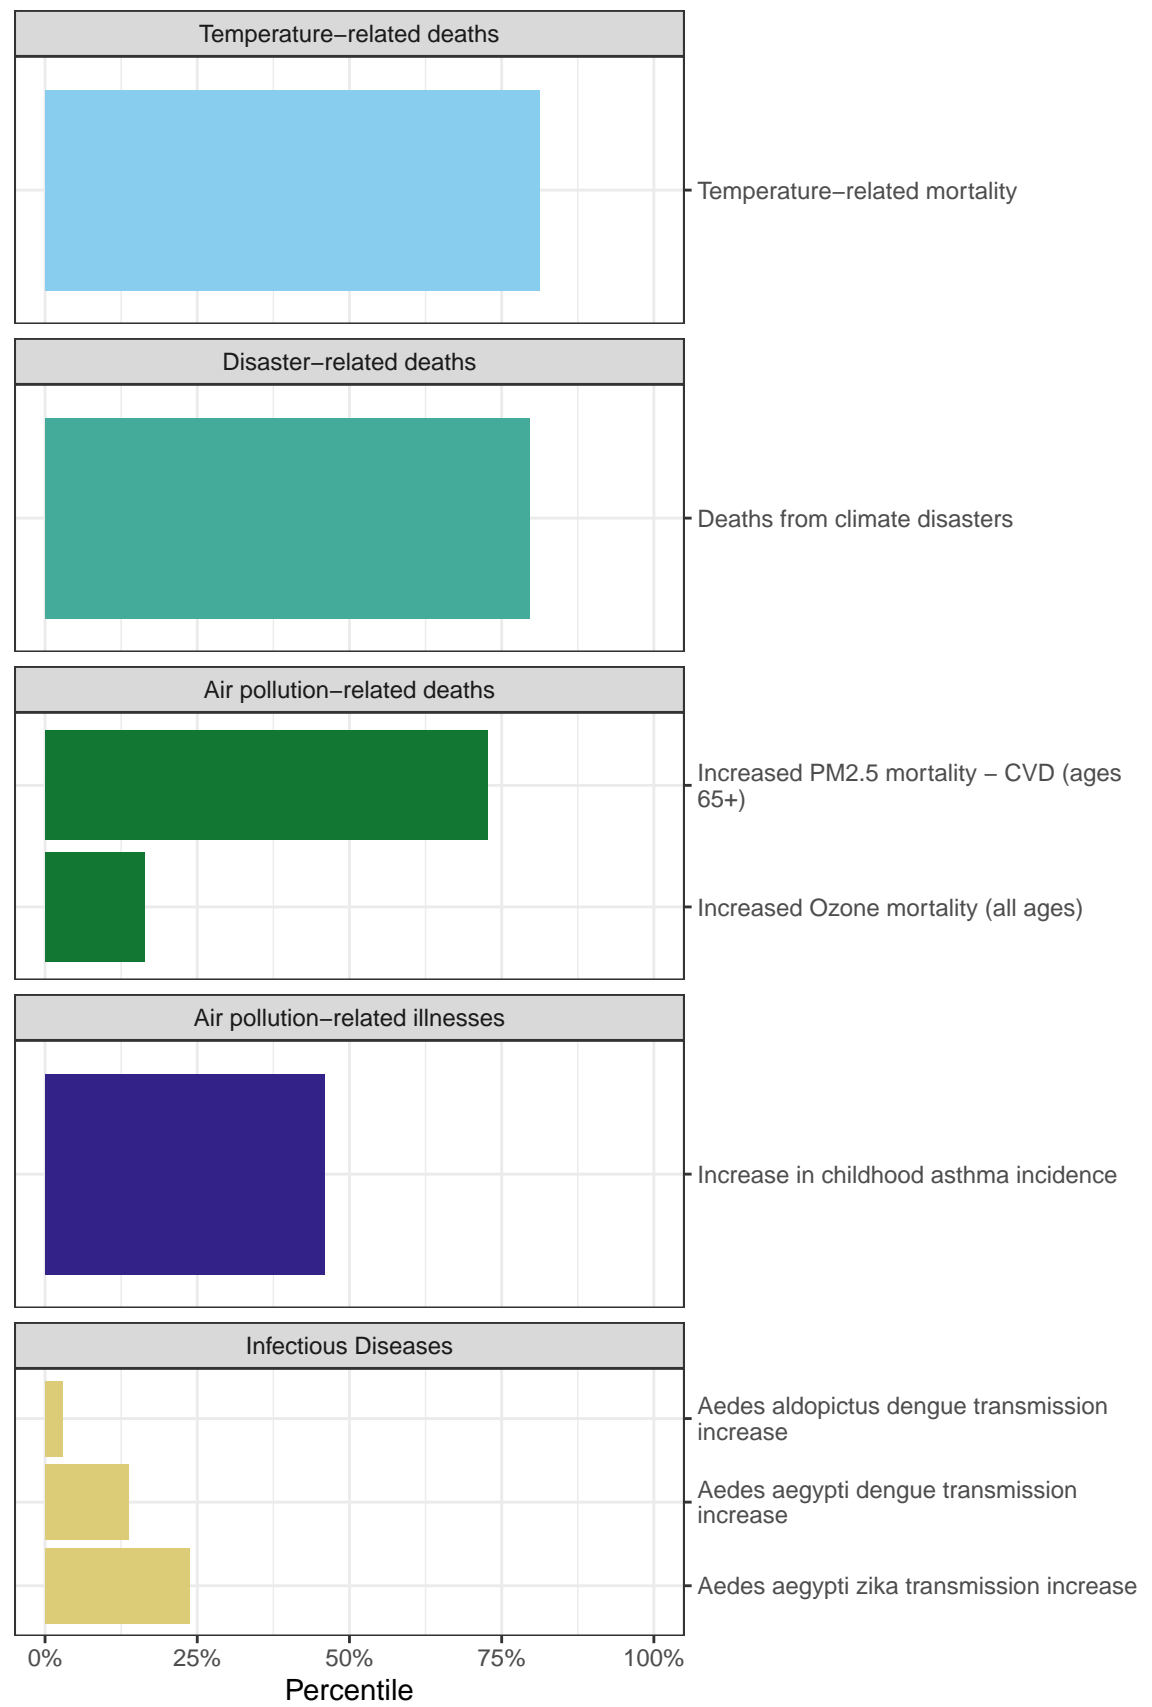 Temperature−related deaths
Temperature−related mortality
Disaster−related deaths
Deaths from climate disasters
Air pollution−related deaths
Increased PM2.5 mortality − CVD (ages
65+)
Increased Ozone mortality (all ages)
Air pollution−related illnesses
Increase in childhood asthma incidence
Infectious Diseases
Aedes aldopictus dengue transmission
increase
Aedes aegypti dengue transmission
increase
Aedes aegypti zika transmission increase
0% 25% 50% 75% 100%
Percentile